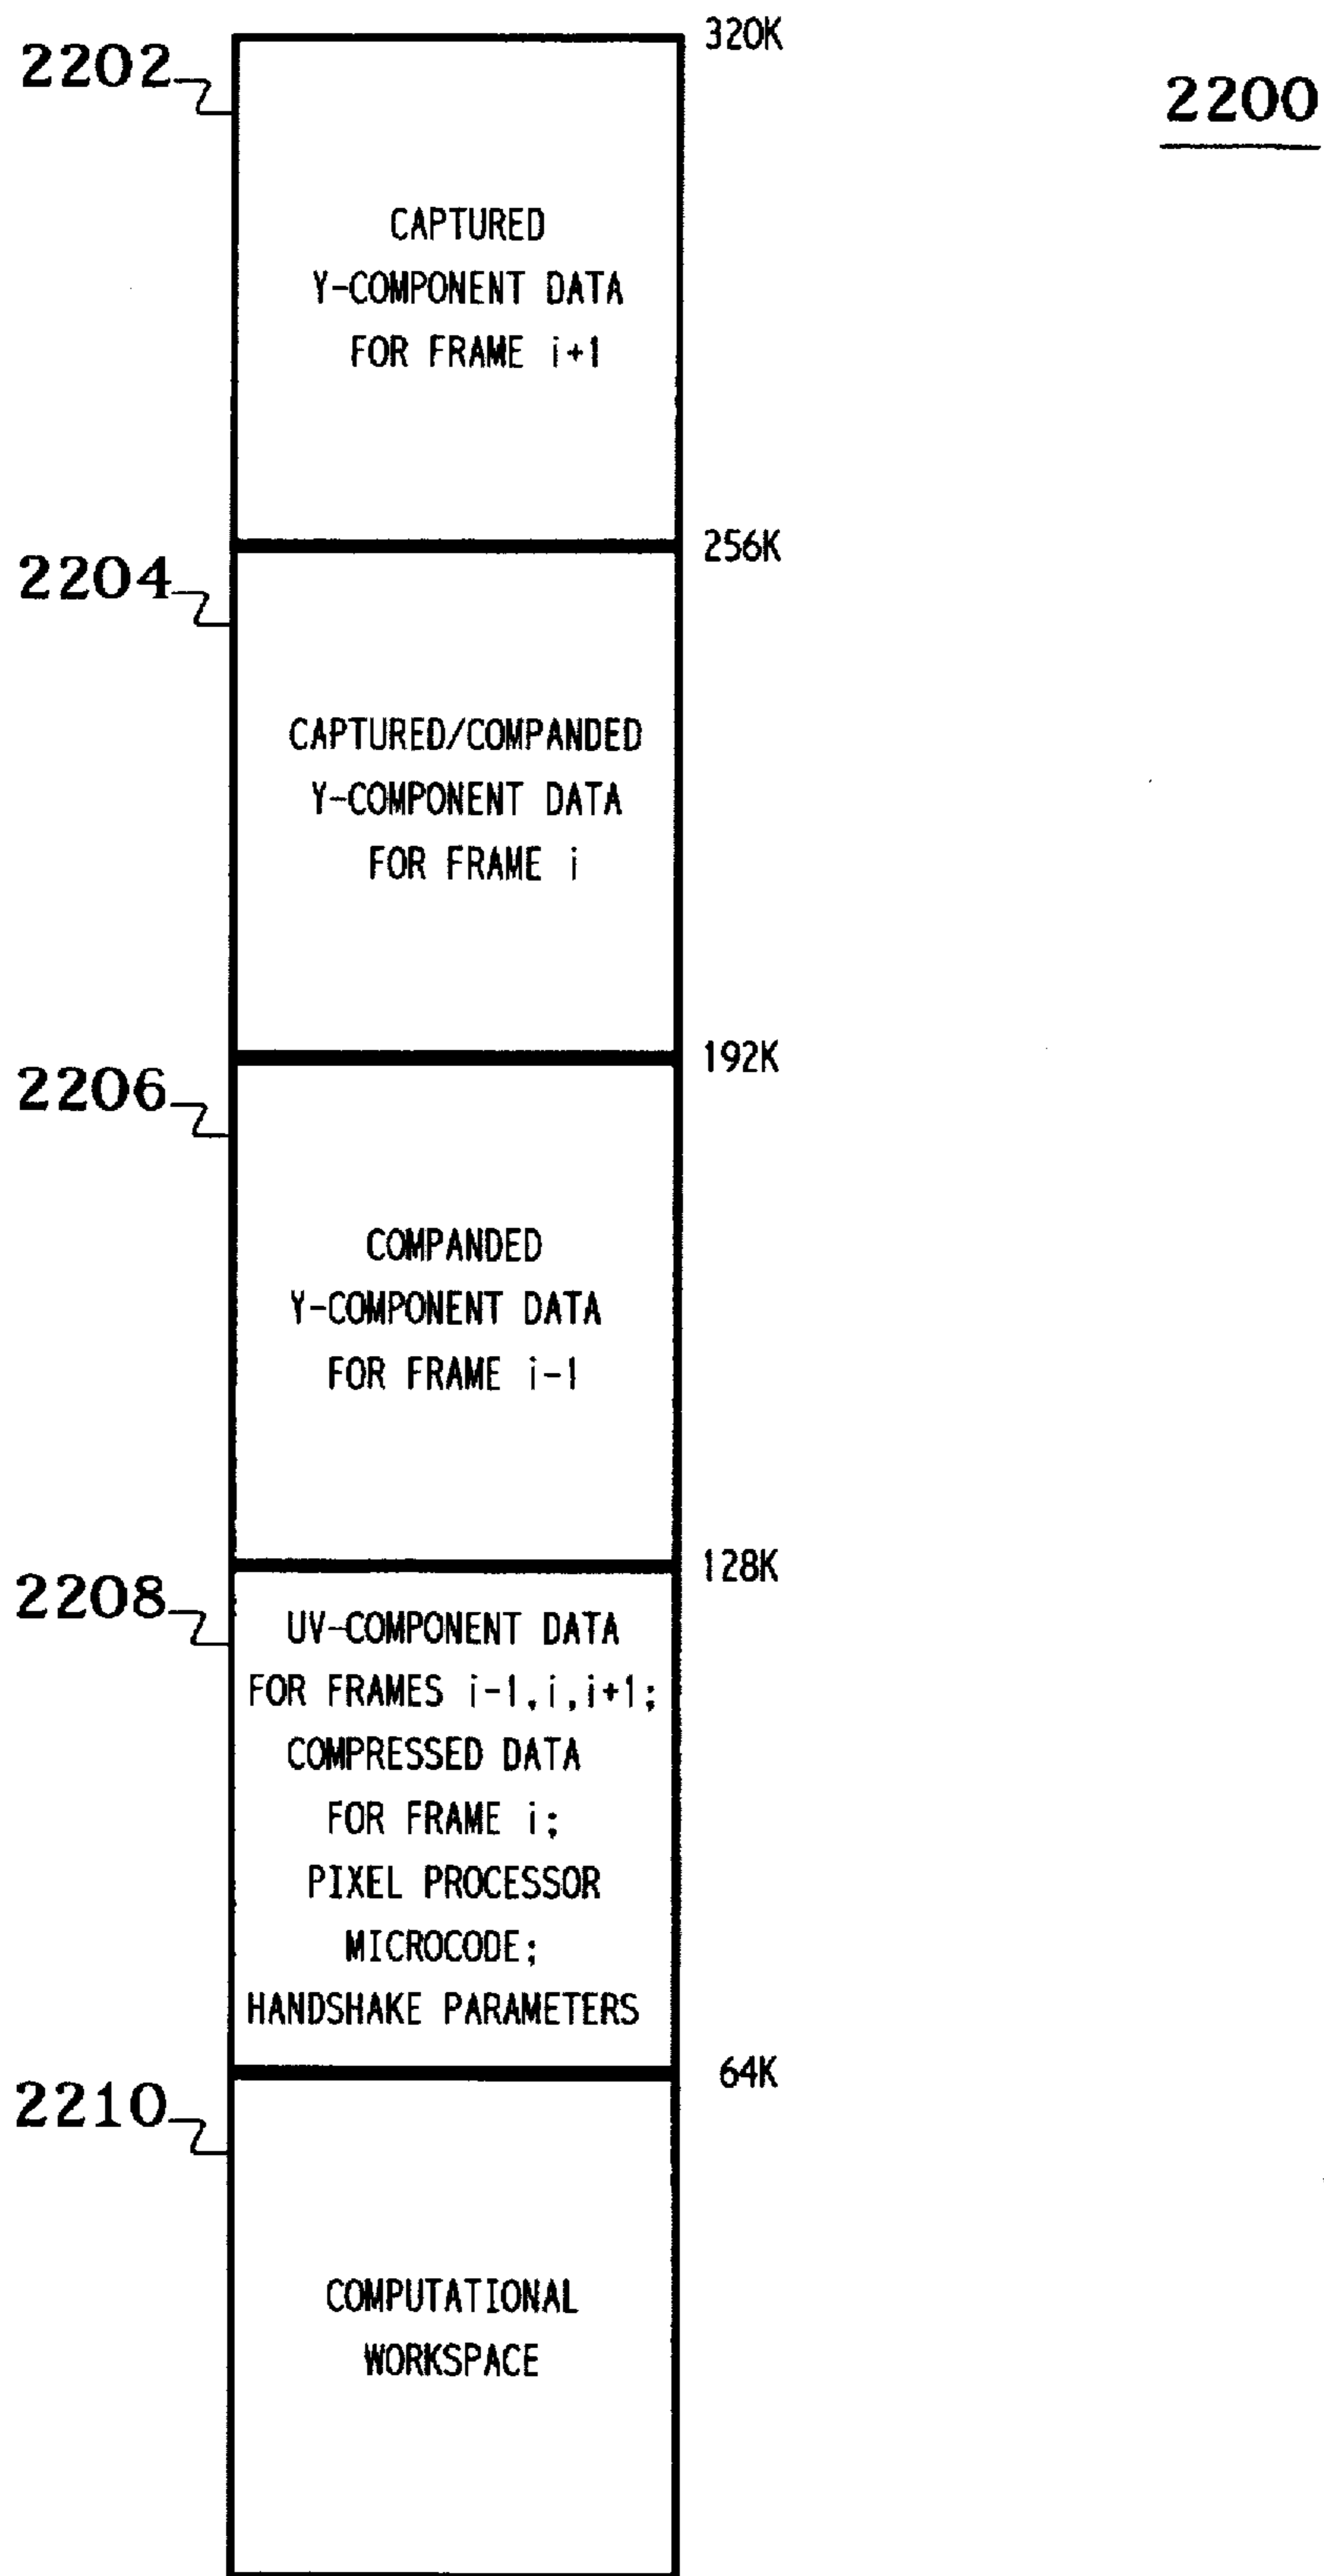 320K
2202
2200
CAPTURED
Y-COMPONENT DATA
FOR FRAME i+1
256K
2204
CAPTURED/COMPANDED
Y-COMPONENT DATA
FOR FRAME i
192K
2206
COMPANDED
Y-COMPONENT DATA
FOR FRAME i-1
128K
2208
UV-COMPONENT DATA
FOR FRAMES i-1,i,i+1;
COMPRESSED DATA
FOR FRAME i;
PIXEL PROCESSOR
MICROCODE;
HANDSHAKE PARAMETERS
64K
2210
COMPUTATIONAL
WORKSPACE